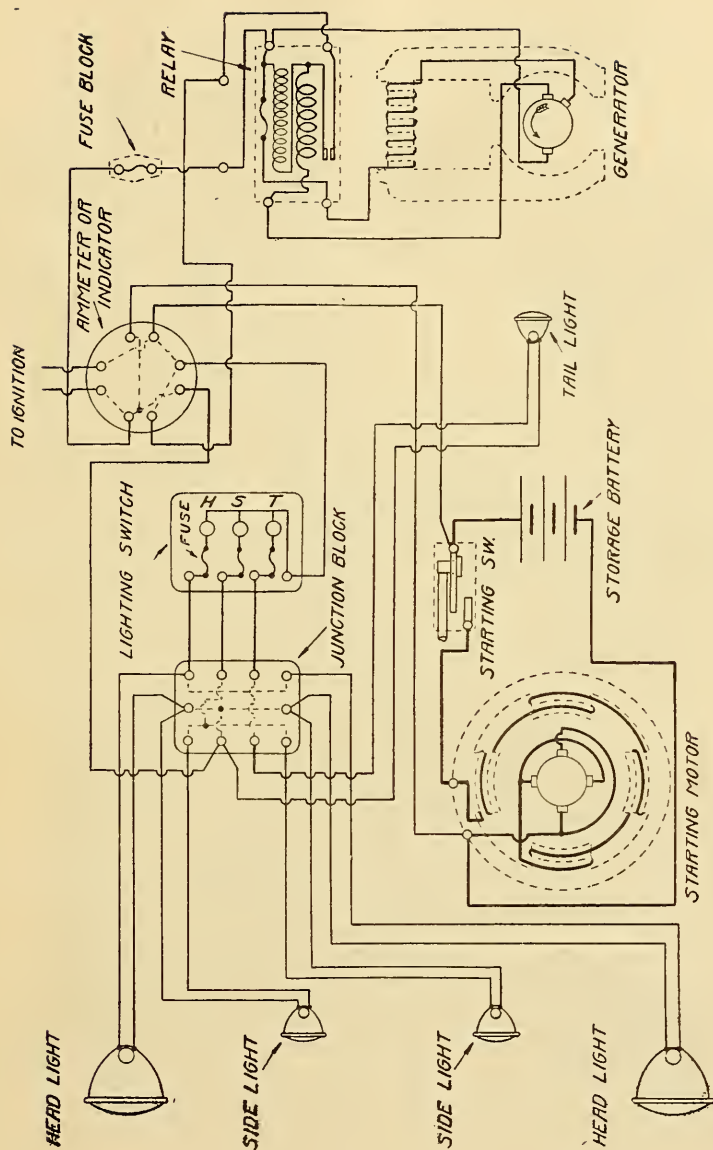 TO IGNITION
AMMETER OR
INDICATOR
FUSE BLOCK
RELAY
GENERATOR
LIGHTING SWITCH
FUSE
H
S
T
JUNCTION BLOCK
TAIL LIGHT
STARTING SW.
STORAGE BATTERY
STARTING MOTOR
HEAD LIGHT
SIDE LIGHT
SIDE LIGHT
HEAD LIGHT